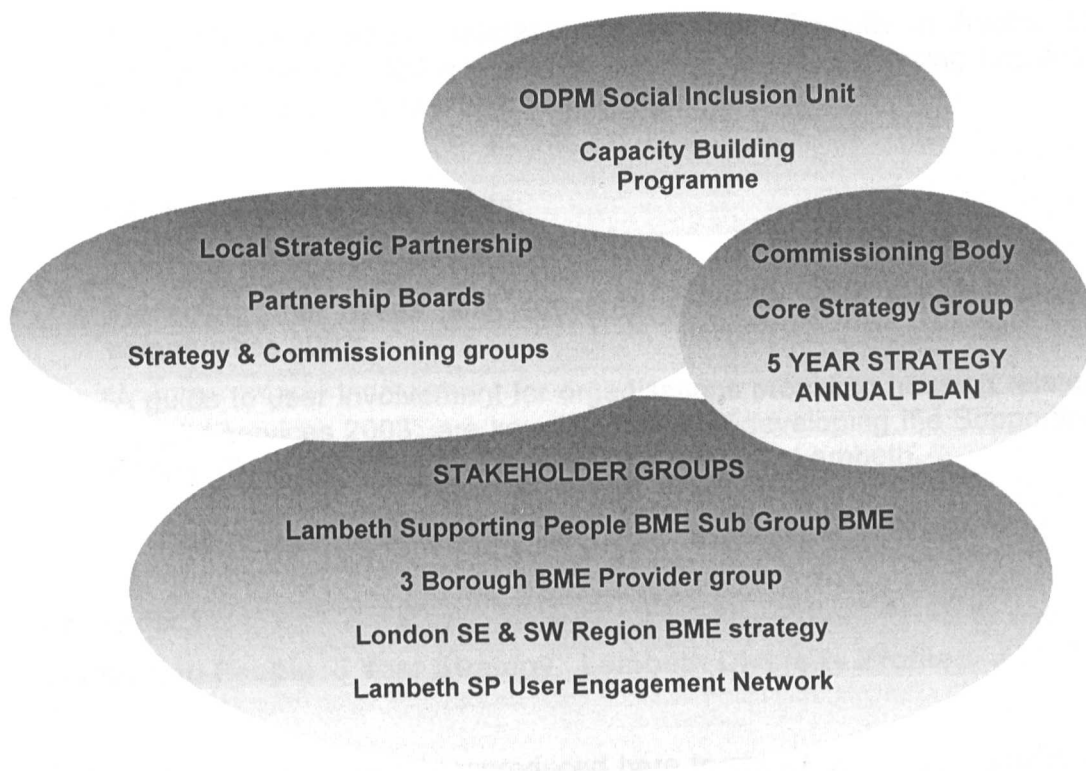 ODPM Social Inclusion Unit
Capacity Building
Programme
Local Strategic Partnership
Partnership Boards
Strategy & Commissioning groups
Commissioning Body
Core Strategy Group
5 YEAR STRATEGY
ANNUAL PLAN
STAKEHOLDER GROUPS
Lambeth Supporting People BME Sub Group BME
3 Borough BME Provider group
London SE & SW Region BME strategy
Lambeth SP User Engagement Network